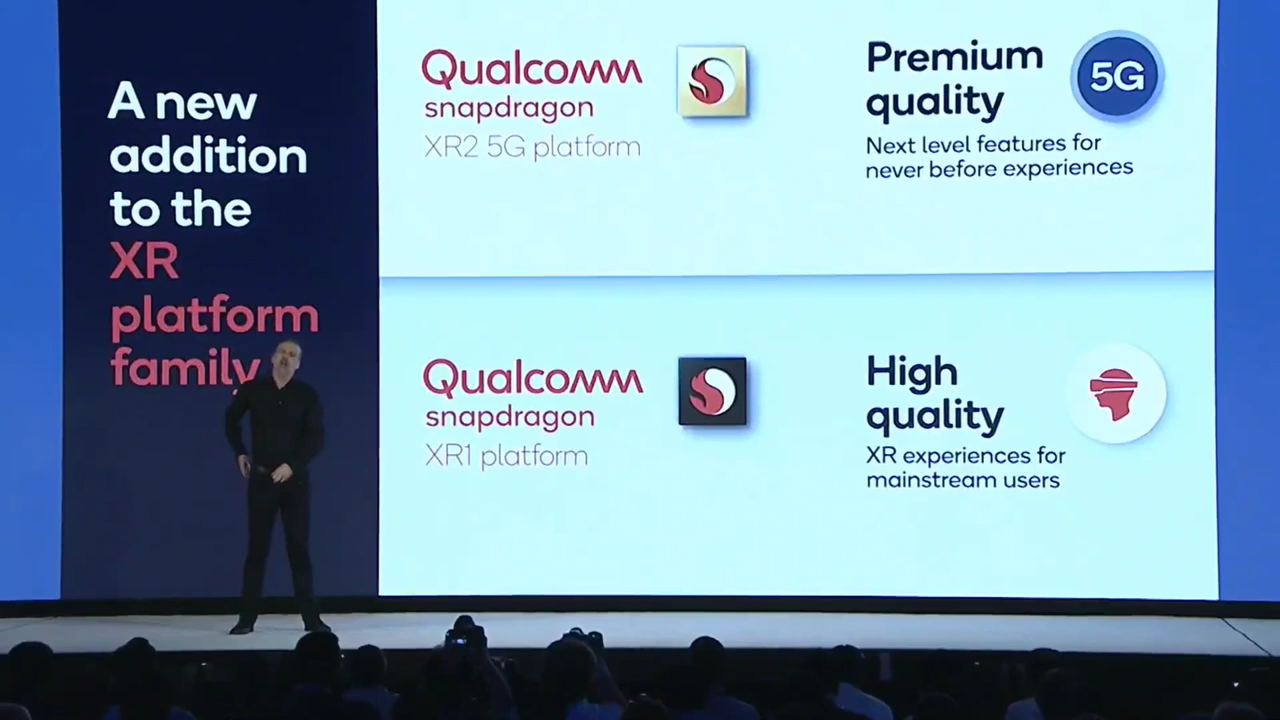 A new
addition
to the
XR
platform
family
Qualcomm
snapdragon
XR2 5G platform
Premium
quality
5G
Next level features for
never before experiences
Qualcomm
snapdragon
XR1 platform
High
quality
XR experiences for
mainstream users